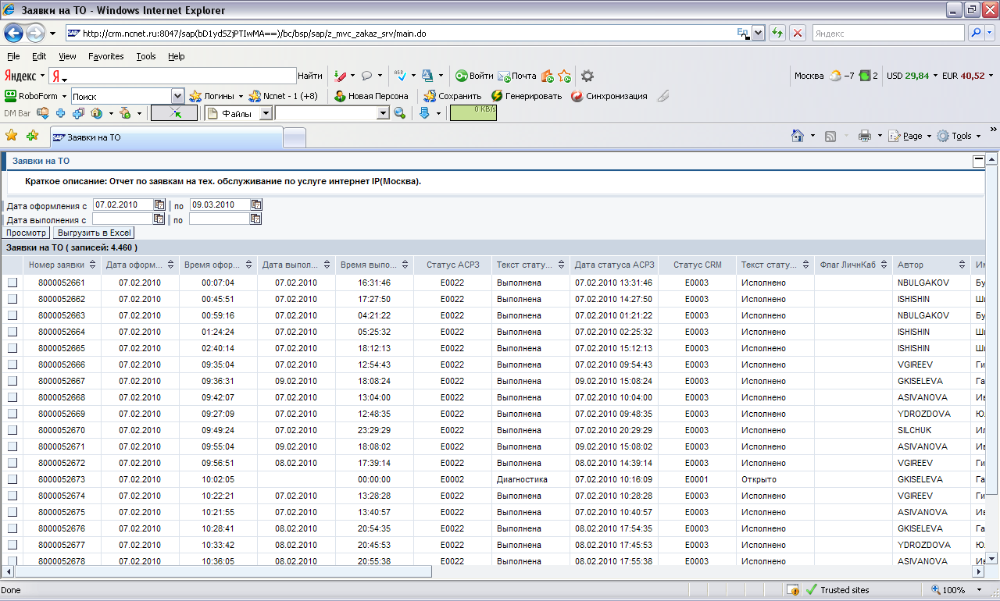 Заявки на ТО - Windows Internet Explorer
http://crm.ncnet.ru:8047/sap(bD1ydSZjPTIwMA==)/bc/bsp/sap/z_mvc_zakaz_srv/main.do
Яндекс
File Edit View Favorites Tools Help
Яндекс Я Найти Войти Почта Москва -7 2 USD 29,84 EUR 40,52
RoboForm Поиск Логины Ncnet - 1 (+8) Новая Персона Сохранить Генерировать Синхронизация
DM Bar Файлы 0 KB/s
SAP Заявки на ТО Page Tools
Заявки на ТО
Краткое описание: Отчет по заявкам на тех. обслуживание по услуге интернет IP(Москва).
Дата оформления с 07.02.2010 по 09.03.2010
Дата выполнения с по
Просмотр Выгрузить в Excel
Заявки на ТО ( записей: 4.460 )
Номер заявки Дата оформ... Время офор... Дата выпол... Время выпо... Статус АСРЗ Текст стату... Дата статуса АСРЗ Статус CRM Текст стату... Флаг ЛичнКаб Автор Им
8000052661 07.02.2010 00:07:04 07.02.2010 16:31:46 E0022 Выполнена 07.02.2010 13:31:46 E0003 Исполнено NBULGAKOV Бу
8000052662 07.02.2010 00:45:51 07.02.2010 17:27:50 E0022 Выполнена 07.02.2010 14:27:50 E0003 Исполнено ISHISHIN Ши
8000052663 07.02.2010 00:59:16 07.02.2010 04:21:22 E0022 Выполнена 07.02.2010 01:21:22 E0003 Исполнено NBULGAKOV Бу
8000052664 07.02.2010 01:24:24 07.02.2010 05:25:32 E0022 Выполнена 07.02.2010 02:25:32 E0003 Исполнено ISHISHIN Ши
8000052665 07.02.2010 02:40:14 07.02.2010 18:12:13 E0022 Выполнена 07.02.2010 15:12:13 E0003 Исполнено ISHISHIN Ши
8000052666 07.02.2010 09:35:04 07.02.2010 12:54:43 E0022 Выполнена 07.02.2010 09:54:43 E0003 Исполнено VGIREEV Ги
8000052667 07.02.2010 09:36:31 09.02.2010 18:08:24 E0022 Выполнена 09.02.2010 15:08:24 E0003 Исполнено GKISELEVA Га
8000052668 07.02.2010 09:42:07 07.02.2010 13:04:00 E0022 Выполнена 07.02.2010 10:04:00 E0003 Исполнено ASIVANOVA Ив
8000052669 07.02.2010 09:27:09 07.02.2010 12:48:35 E0022 Выполнена 07.02.2010 09:48:35 E0003 Исполнено YDROZDOVA Юл
8000052670 07.02.2010 09:49:24 07.02.2010 23:29:29 E0022 Выполнена 07.02.2010 20:29:29 E0003 Исполнено SILCHUK Ил
8000052671 07.02.2010 09:55:04 09.02.2010 18:08:02 E0022 Выполнена 09.02.2010 15:08:02 E0003 Исполнено ASIVANOVA Ив
8000052672 07.02.2010 09:56:51 08.02.2010 17:39:14 E0022 Выполнена 08.02.2010 14:39:14 E0003 Исполнено VGIREEV Ги
8000052673 07.02.2010 10:02:05 00:00:00 E0002 Диагностика 07.02.2010 10:16:09 E0001 Открыто GKISELEVA Га
8000052674 07.02.2010 10:22:21 07.02.2010 13:28:28 E0022 Выполнена 07.02.2010 10:28:28 E0003 Исполнено VGIREEV Ги
8000052675 07.02.2010 10:21:55 07.02.2010 13:40:57 E0022 Выполнена 07.02.2010 10:40:57 E0003 Исполнено ASIVANOVA Ив
8000052676 07.02.2010 10:28:41 08.02.2010 20:54:35 E0022 Выполнена 08.02.2010 17:54:35 E0003 Исполнено GKISELEVA Га
8000052677 07.02.2010 10:33:42 08.02.2010 20:45:53 E0022 Выполнена 08.02.2010 17:45:53 E0003 Исполнено YDROZDOVA Юл
8000052678 07.02.2010 10:36:05 08.02.2010 20:55:38 E0022 Выполнена 08.02.2010 17:55:38 E0003 Исполнено ASIVANOVA Ив
Done Trusted sites 100%